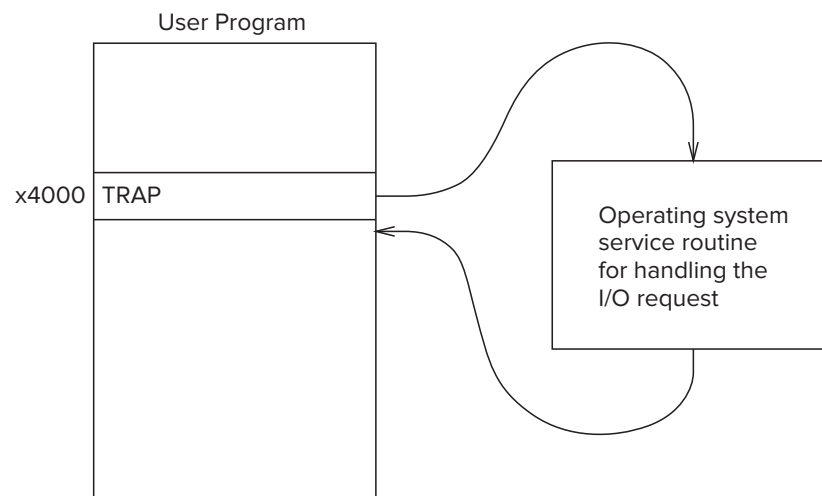 User Program
x4000 TRAP
Operating system
service routine
for handling the
I/O request